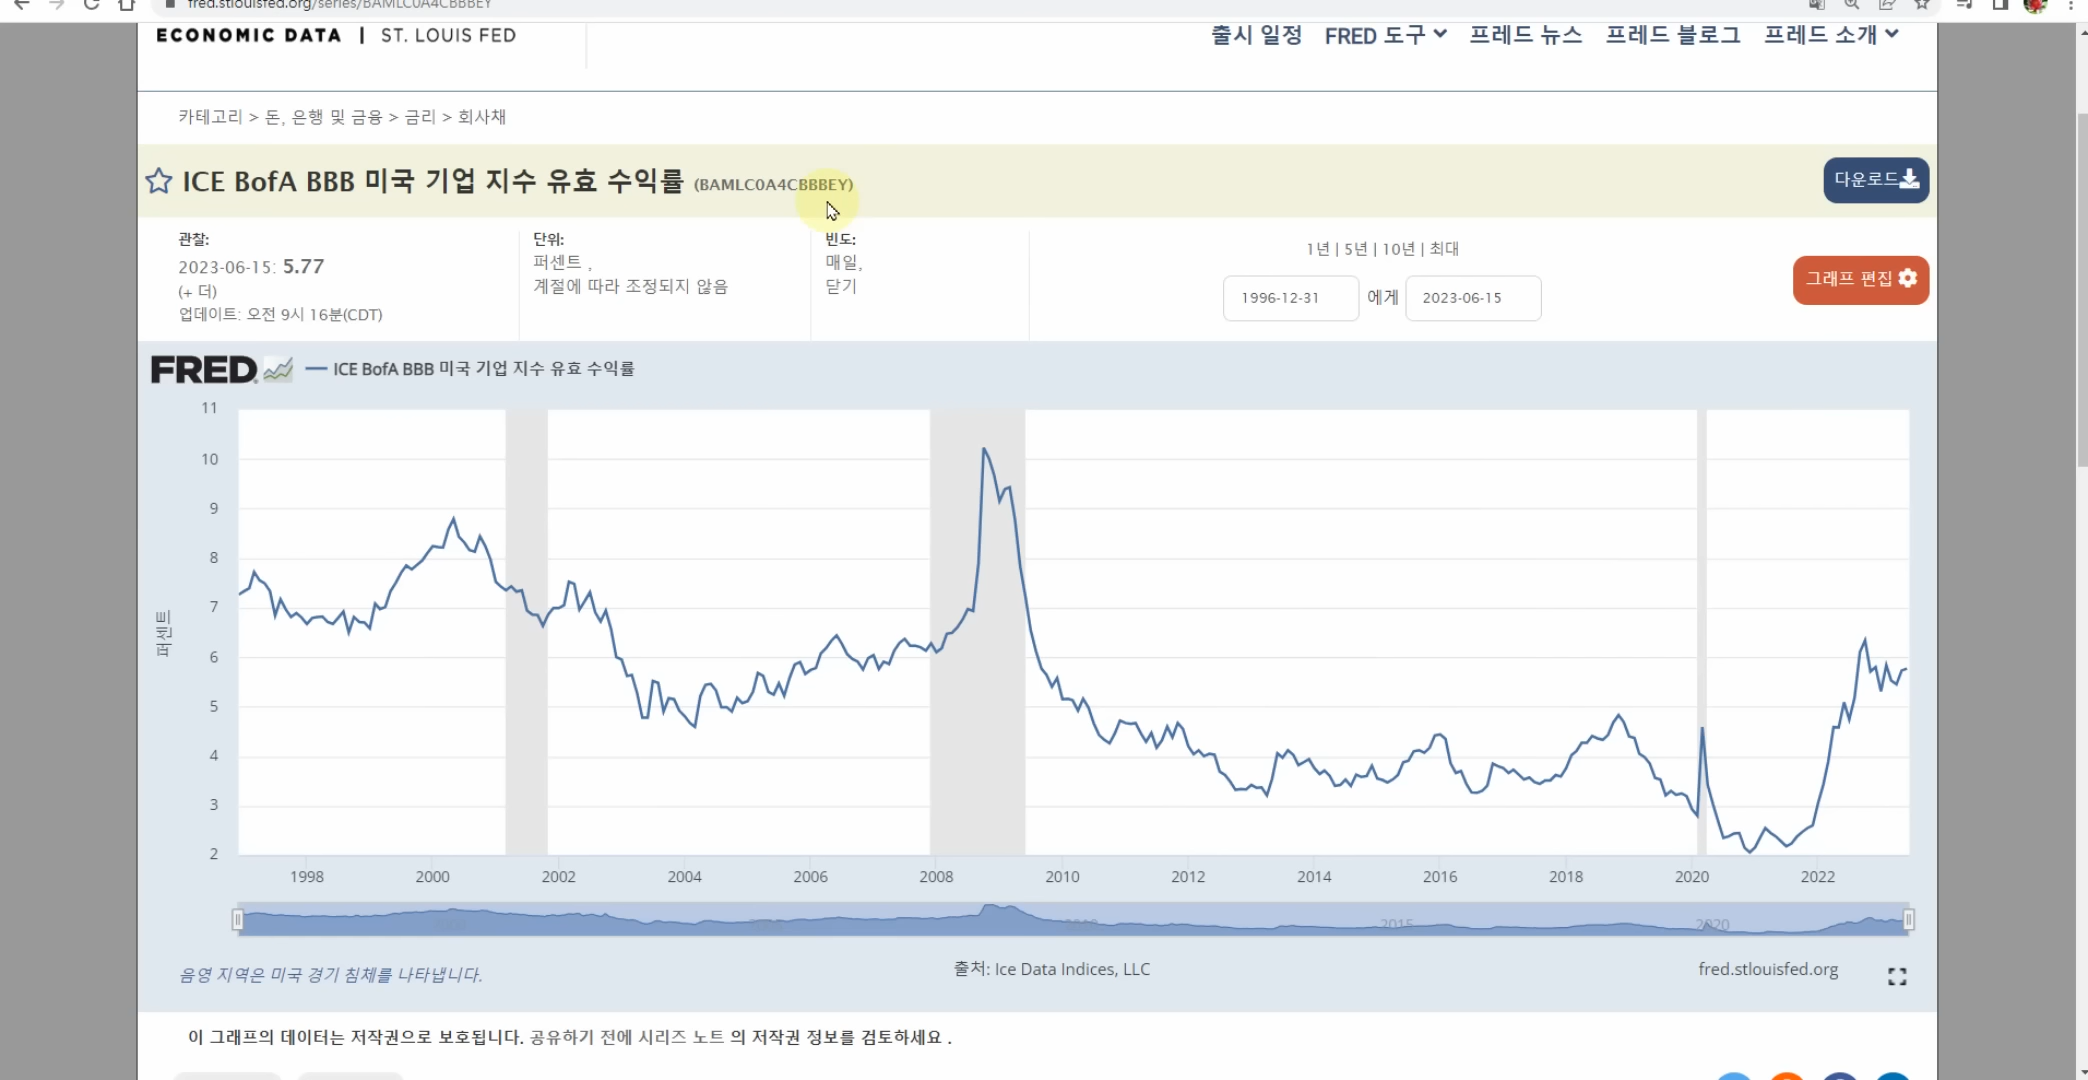 fred.stlouisfed.org/series/BAMLC0A4CBBBEY
ECONOMIC DATA | ST. LOUIS FED
출시 일정 FRED 도구 프레드 뉴스 프레드 블로그 프레드 소개
카테고리 > 돈, 은행 및 금융 > 금리 > 회사채
ICE BofA BBB 미국 기업 지수 유효 수익률 (BAMLC0A4CBBBEY)
다운로드
관찰:
2023-06-15: 5.77
(+ 더)
업데이트: 오전 9시 16분(CDT)
단위:
퍼센트 ,
계절에 따라 조정되지 않음
빈도:
매일,
닫기
1년 | 5년 | 10년 | 최대
1996-12-31 에게 2023-06-15
그래프 편집
FRED
ICE BofA BBB 미국 기업 지수 유효 수익률
퍼센트
11
10
9
8
7
6
5
4
3
2
1998 2000 2002 2004 2006 2008 2010 2012 2014 2016 2018 2020 2022
2010 2015 2020
음영 지역은 미국 경기 침체를 나타냅니다.
출처: Ice Data Indices, LLC
fred.stlouisfed.org
이 그래프의 데이터는 저작권으로 보호됩니다. 공유하기 전에 시리즈 노트 의 저작권 정보를 검토하세요 .